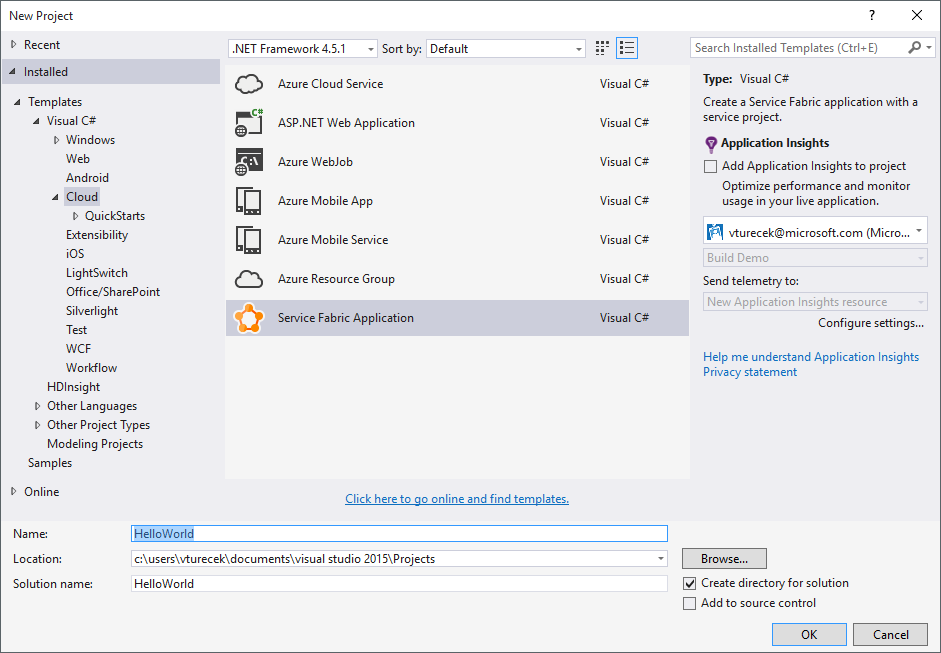 New Project
?
Recent
.NET Framework 4.5.1
Sort by:
Default
Search Installed Templates (Ctrl+E)
Installed
Templates
Visual C#
Windows
Web
Android
Cloud
QuickStarts
Extensibility
iOS
LightSwitch
Office/SharePoint
Silverlight
Test
WCF
Workflow
HDInsight
Other Languages
Other Project Types
Modeling Projects
Samples
Online
Azure Cloud Service Visual C#
C#
ASP.NET Web Application Visual C#
C:\
Azure WebJob Visual C#
Azure Mobile App Visual C#
Azure Mobile Service Visual C#
Azure Resource Group Visual C#
Service Fabric Application Visual C#
Click here to go online and find templates.
Type: Visual C#
Create a Service Fabric application with a
service project.
Application Insights
Add Application Insights to project
Optimize performance and monitor
usage in your live application.
vturecek@microsoft.com (Micro...
Build Demo
Send telemetry to:
New Application Insights resource
Configure settings...
Help me understand Application Insights
Privacy statement
Name: HelloWorld
Location: c:\users\vturecek\documents\visual studio 2015\Projects
Browse...
Solution name: HelloWorld
Create directory for solution
Add to source control
OK
Cancel